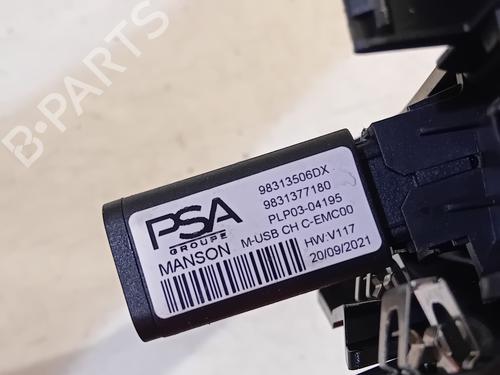 B-PARTS
PSA
GROUPE
MANSON
98313506DX
9831377180
PLP03-04195
M-USB CH C-EMC00
HW:V117
20/09/2021